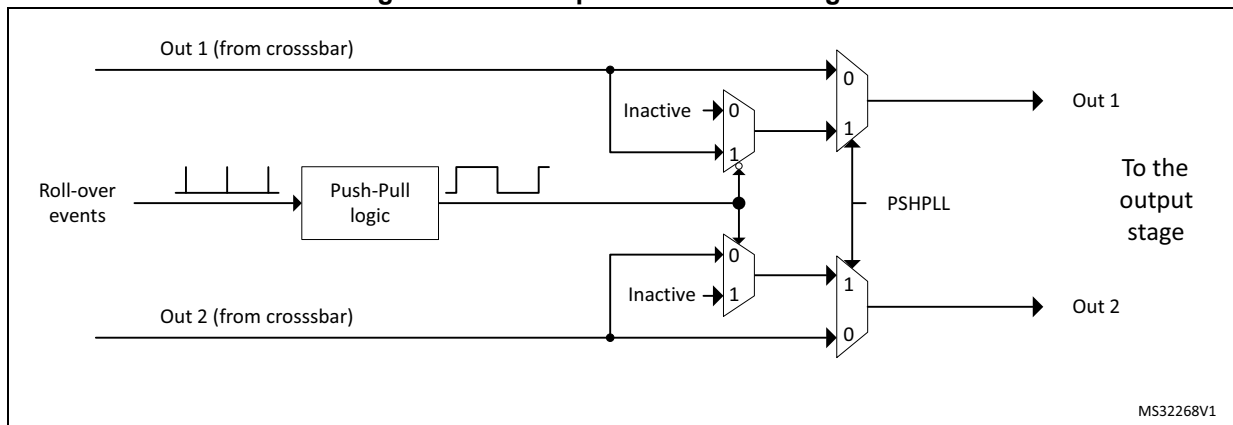 Out 1 (from crosssbar)
0
Inactive
0
Out 1
1
1
Roll-over
events
Push-Pull
logic
PSHPLL
To the
output
stage
0
1
Inactive
1
Out 2
Out 2 (from crosssbar)
0
MS32268V1